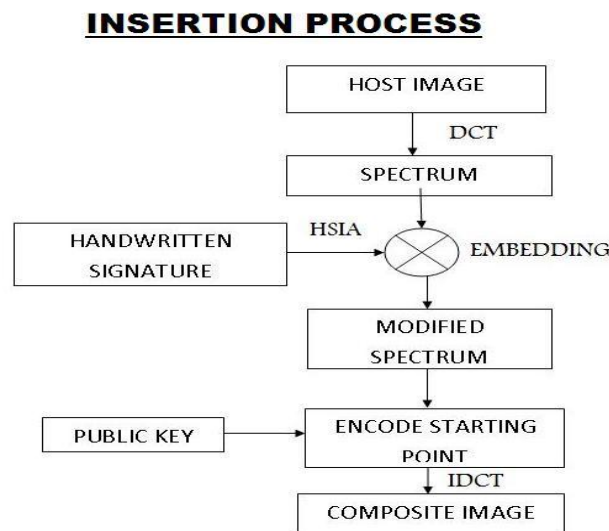 INSERTION PROCESS
HOST IMAGE
DCT
SPECTRUM
HANDWRITTEN
SIGNATURE
HSIA
EMBEDDING
MODIFIED
SPECTRUM
PUBLIC KEY
ENCODE STARTING
POINT
IDCT
COMPOSITE IMAGE